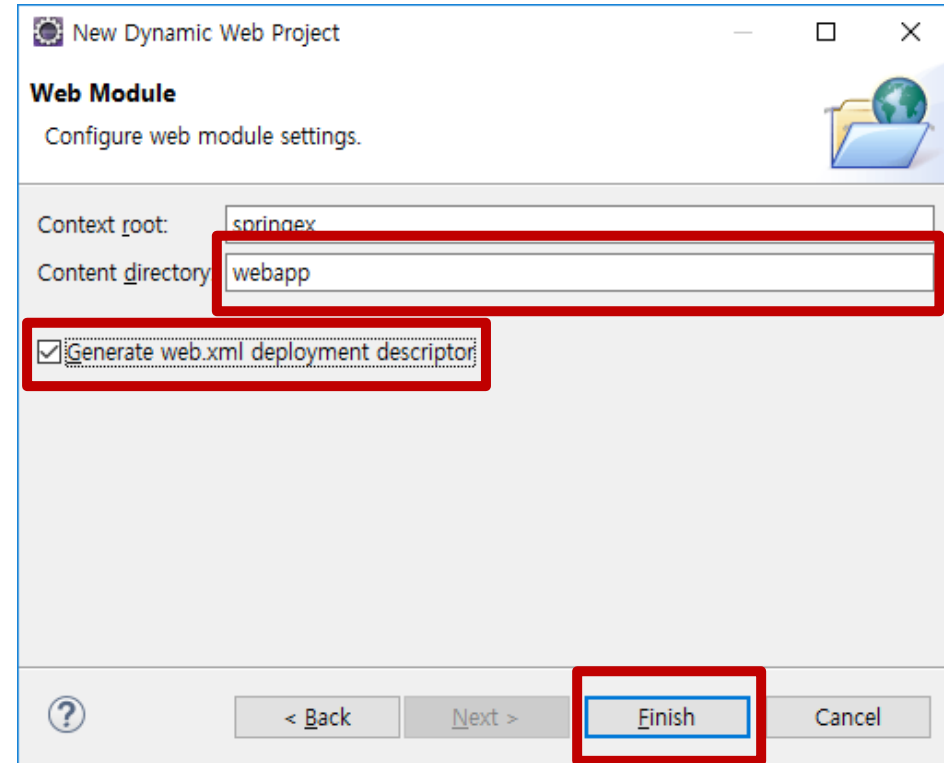 New Dynamic Web Project
Web Module
Configure web module settings.
Context root: springex
Content directory: webapp
Generate web.xml deployment descriptor
?
< Back Next > Finish Cancel